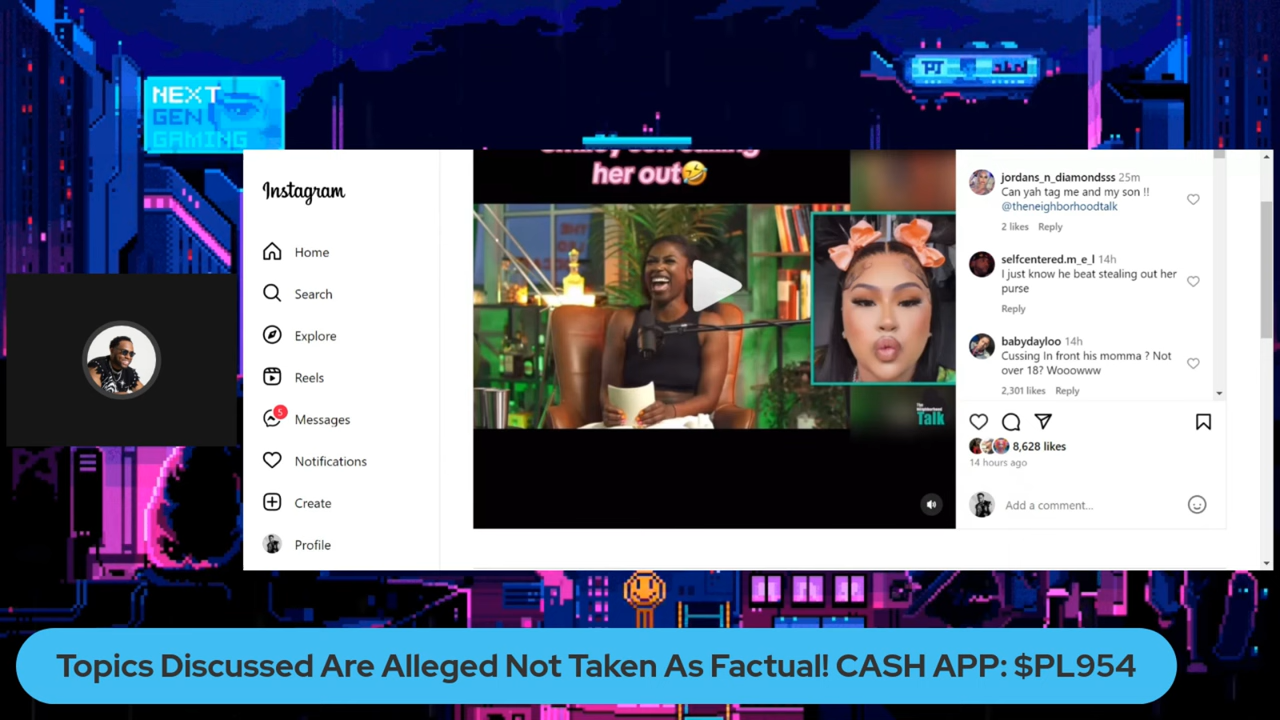 NEXT
GEN
GAMING
Instagram
Home
Search
Explore
Reels
5
Messages
Notifications
Create
Profile
her out🤣
The
Neighborhood
Talk
jordans_n_diamondsss 25m
Can yah tag me and my son !!
@theneighborhoodtalk
2 likes Reply
selfcentered.m_e_l 14h
I just know he beat stealing out her
purse
Reply
babydayloo 14h
Cussing In front his momma ? Not
over 18? Wooowww
2,301 likes Reply
8,628 likes
14 hours ago
Add a comment...
Topics Discussed Are Alleged Not Taken As Factual! CASH APP: $PL954